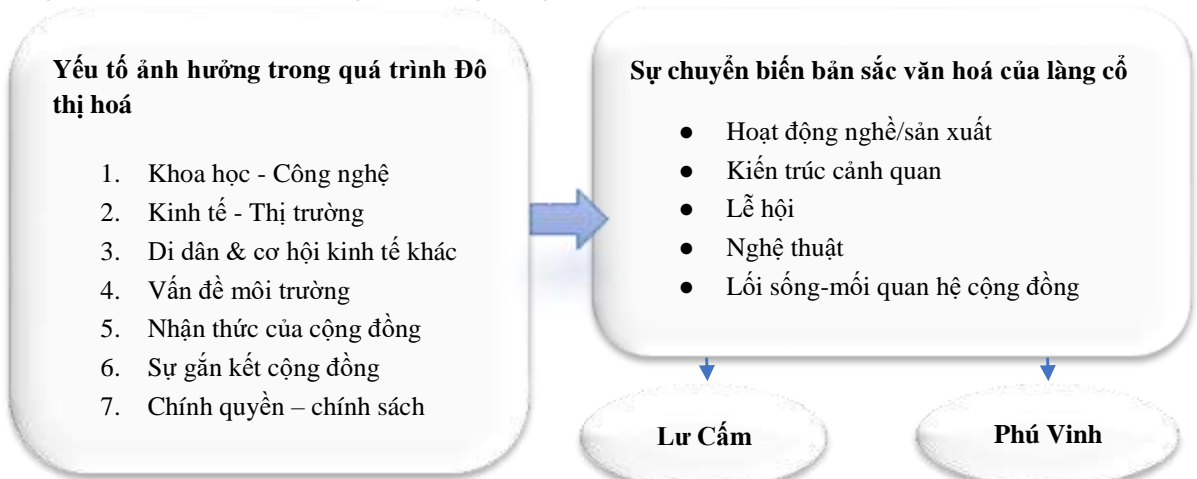 Yếu tố ảnh hưởng trong quá trình Đô
thị hoá
1. Khoa học - Công nghệ
2. Kinh tế - Thị trường
3. Di dân & cơ hội kinh tế khác
4. Vấn đề môi trường
5. Nhận thức của cộng đồng
6. Sự gắn kết cộng đồng
7. Chính quyền – chính sách
Sự chuyển biến bản sắc văn hoá của làng cổ
● Hoạt động nghề/sản xuất
● Kiến trúc cảnh quan
● Lễ hội
● Nghệ thuật
● Lối sống-mối quan hệ cộng đồng
Lư Cấm
Phú Vinh